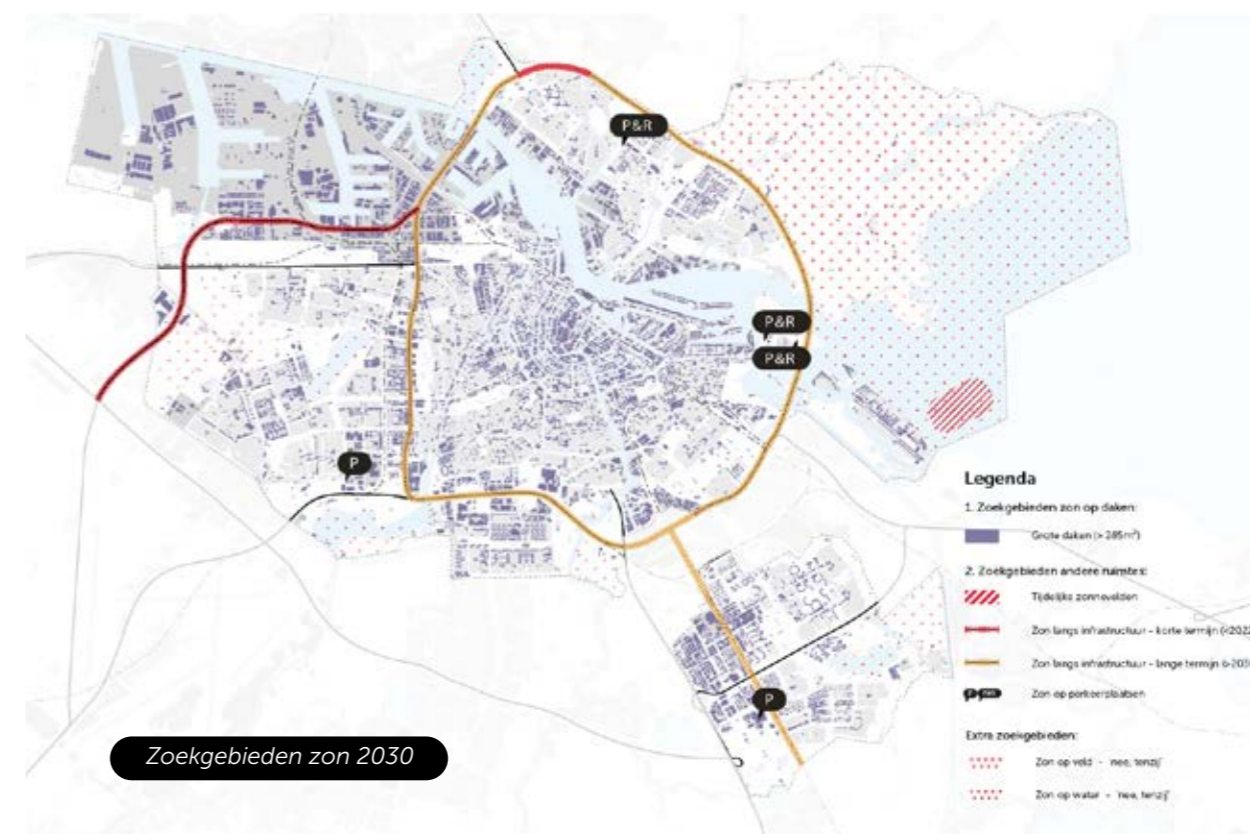 P&R
P&R
P&R
P
P
Zoekgebieden zon 2030
Legenda
1. Zoekgebieden zon op daken:
Grote daken (> 285m²)
2. Zoekgebieden andere ruimtes:
Tijdelijke zonnevelden
Zon langs infrastructuur - korte termijn (<2022
Zon langs infrastructuur - lange termijn
Zon op parkeerplaatsen
Extra zoekgebieden:
Zon op veld - 'nee, tenzij'
Zon op water - 'nee, tenzij'